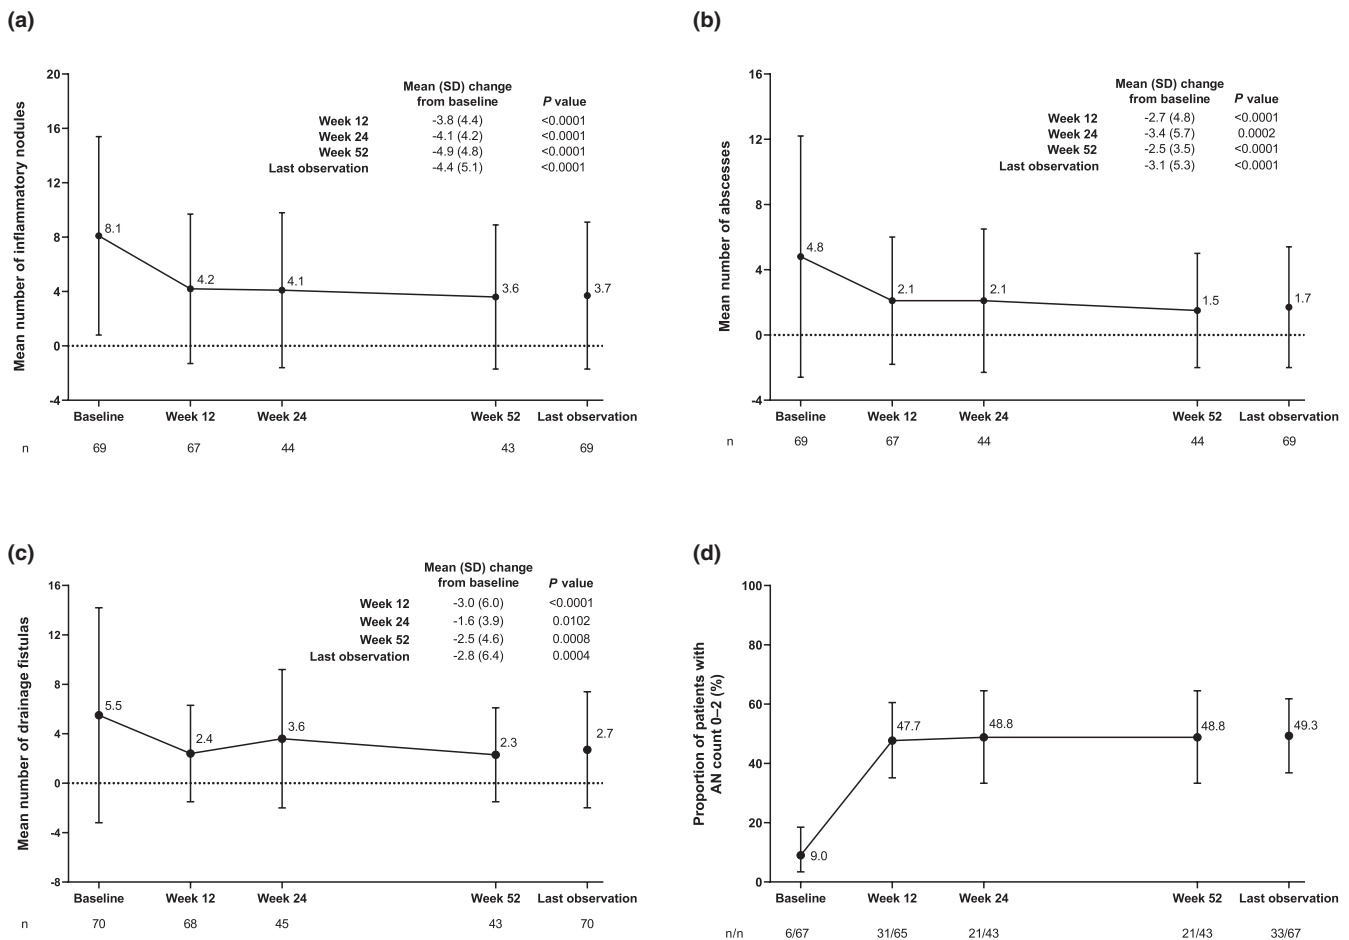 (a)
Mean (SD) change
from baseline P value
Week 12 -3.8 (4.4) <0.0001
Week 24 -4.1 (4.2) <0.0001
Week 52 -4.9 (4.8) <0.0001
Last observation -4.4 (5.1) <0.0001
Mean number of inflammatory nodules
20
16
12
8
4
0
-4
8.1
4.2
4.1
3.6
3.7
Baseline Week 12 Week 24 Week 52 Last observation
n 69 67 44 43 69
(b)
Mean (SD) change
from baseline P value
Week 12 -2.7 (4.8) <0.0001
Week 24 -3.4 (5.7) 0.0002
Week 52 -2.5 (3.5) <0.0001
Last observation -3.1 (5.3) <0.0001
Mean number of abscesses
16
12
8
4
0
-4
4.8
2.1
2.1
1.5
1.7
Baseline Week 12 Week 24 Week 52 Last observation
n 69 67 44 44 69
(c)
Mean (SD) change
from baseline P value
Week 12 -3.0 (6.0) <0.0001
Week 24 -1.6 (3.9) 0.0102
Week 52 -2.5 (4.6) 0.0008
Last observation -2.8 (6.4) 0.0004
Mean number of drainage fistulas
16
12
8
4
0
-4
-8
5.5
2.4
3.6
2.3
2.7
Baseline Week 12 Week 24 Week 52 Last observation
n 70 68 45 43 70
(d)
Proportion of patients with
AN count 0–2 (%)
100
80
60
40
20
0
9.0
47.7
48.8
48.8
49.3
Baseline Week 12 Week 24 Week 52 Last observation
n/n 6/67 31/65 21/43 21/43 33/67